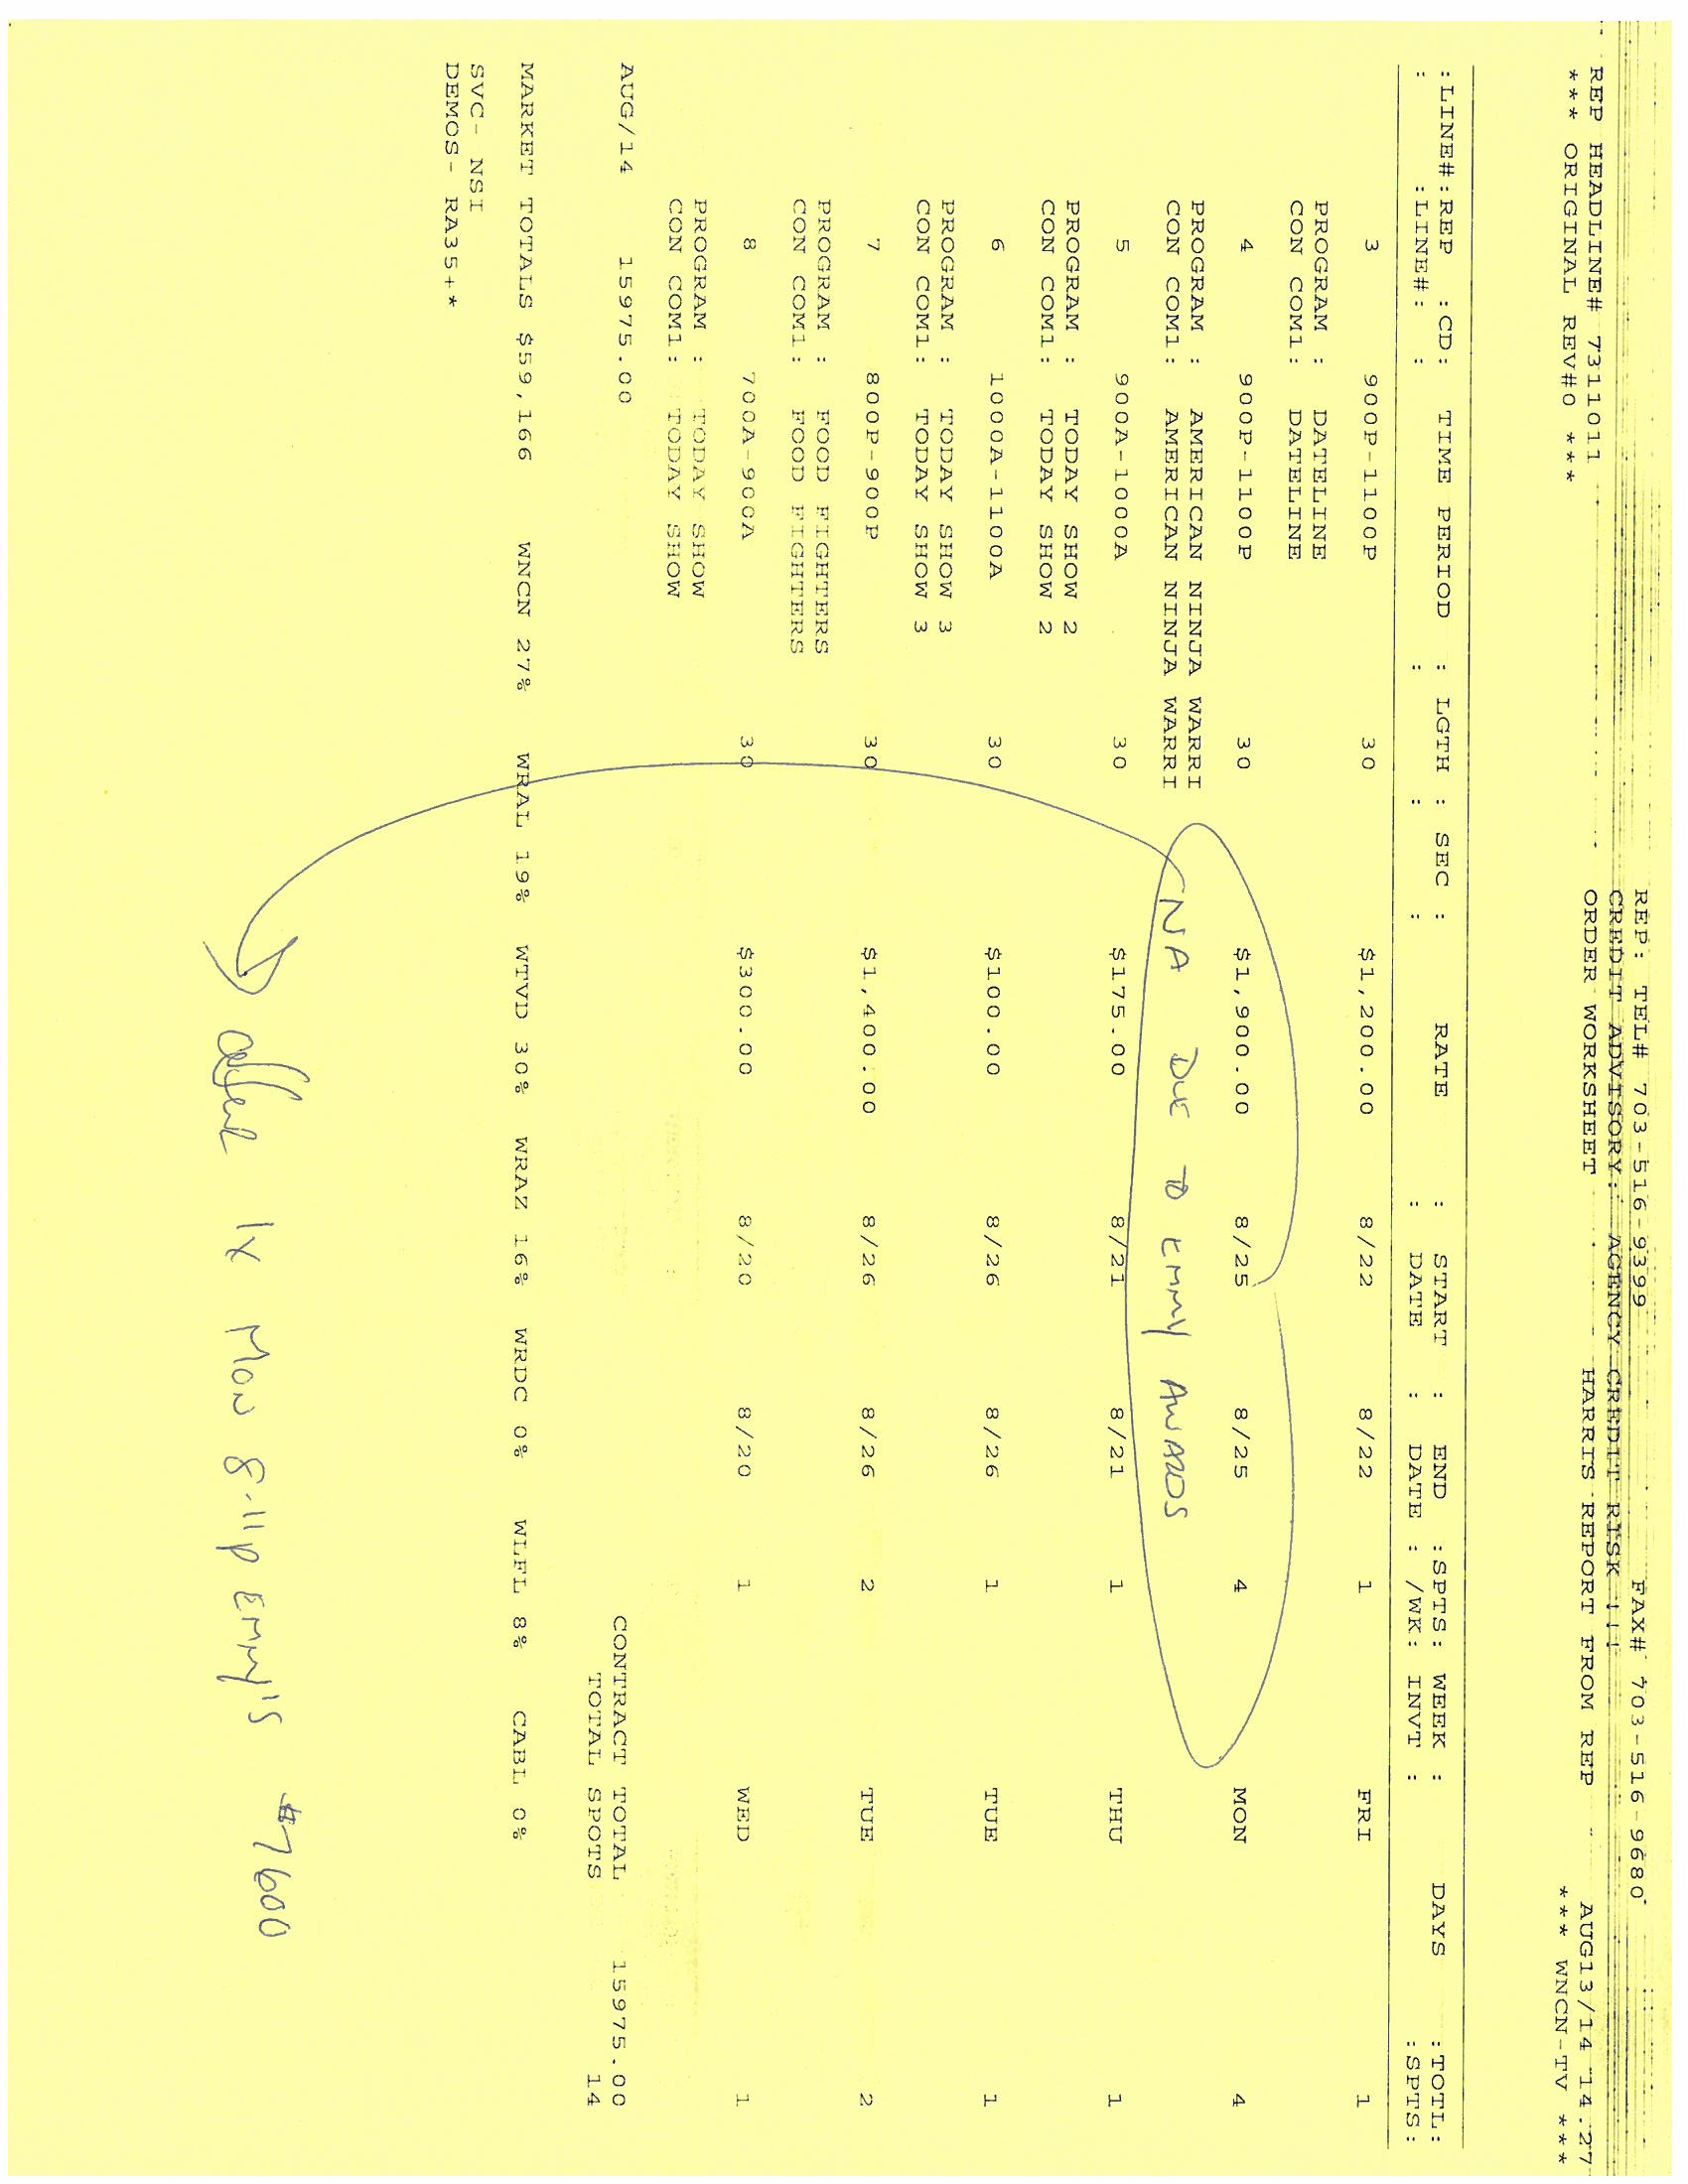 REP: TEL# 703-516-9399 FAX# 703-516-9680
CREDIT ADVISORY: AGENCY CREDIT RISK !!!
REP HEADLINE# 7311011 ORDER WORKSHEET HARRIS REPORT FROM REP AUG13/14 14.27
*** ORIGINAL REV#0 *** *** WNCN-TV ***
:LINE#:REP :CD: TIME PERIOD : LGTH : SEC : RATE : START : END :SPTS: WEEK : DAYS :TOTL:
: :LINE#: : : : : : DATE : DATE : /WK: INVT : :SPTS:
3 900P-1100P 30 $1,200.00 8/22 8/22 1 FRI 1
PROGRAM : DATELINE
CON COM1: DATELINE
4 900P-1100P 30 $1,900.00 8/25 8/25 4 MON 4
PROGRAM : AMERICAN NINJA WARRI
CON COM1: AMERICAN NINJA WARRI
NA DUE TO EMMY AWARDS
5 900A-1000A 30 $175.00 8/21 8/21 1 THU 1
PROGRAM : TODAY SHOW 2
CON COM1: TODAY SHOW 2
6 1000A-1100A 30 $100.00 8/26 8/26 1 TUE 1
PROGRAM : TODAY SHOW 3
CON COM1: TODAY SHOW 3
7 800P-900P 30 $1,400.00 8/26 8/26 2 TUE 2
PROGRAM : FOOD FIGHTERS
CON COM1: FOOD FIGHTERS
8 700A-900A 30 $300.00 8/20 8/20 1 WED 1
PROGRAM : TODAY SHOW
CON COM1: TODAY SHOW
AUG/14 15975.00 CONTRACT TOTAL 15975.00
TOTAL SPOTS 14
MARKET TOTALS $59,166 WNCN 27% WRAL 19% WTVD 30% WRAZ 16% WRDC 0% WLFL 8% CABL 0%
SVC- NSI
DEMOS- RA35+*
1x MON 8-11p EMMY'S $7600